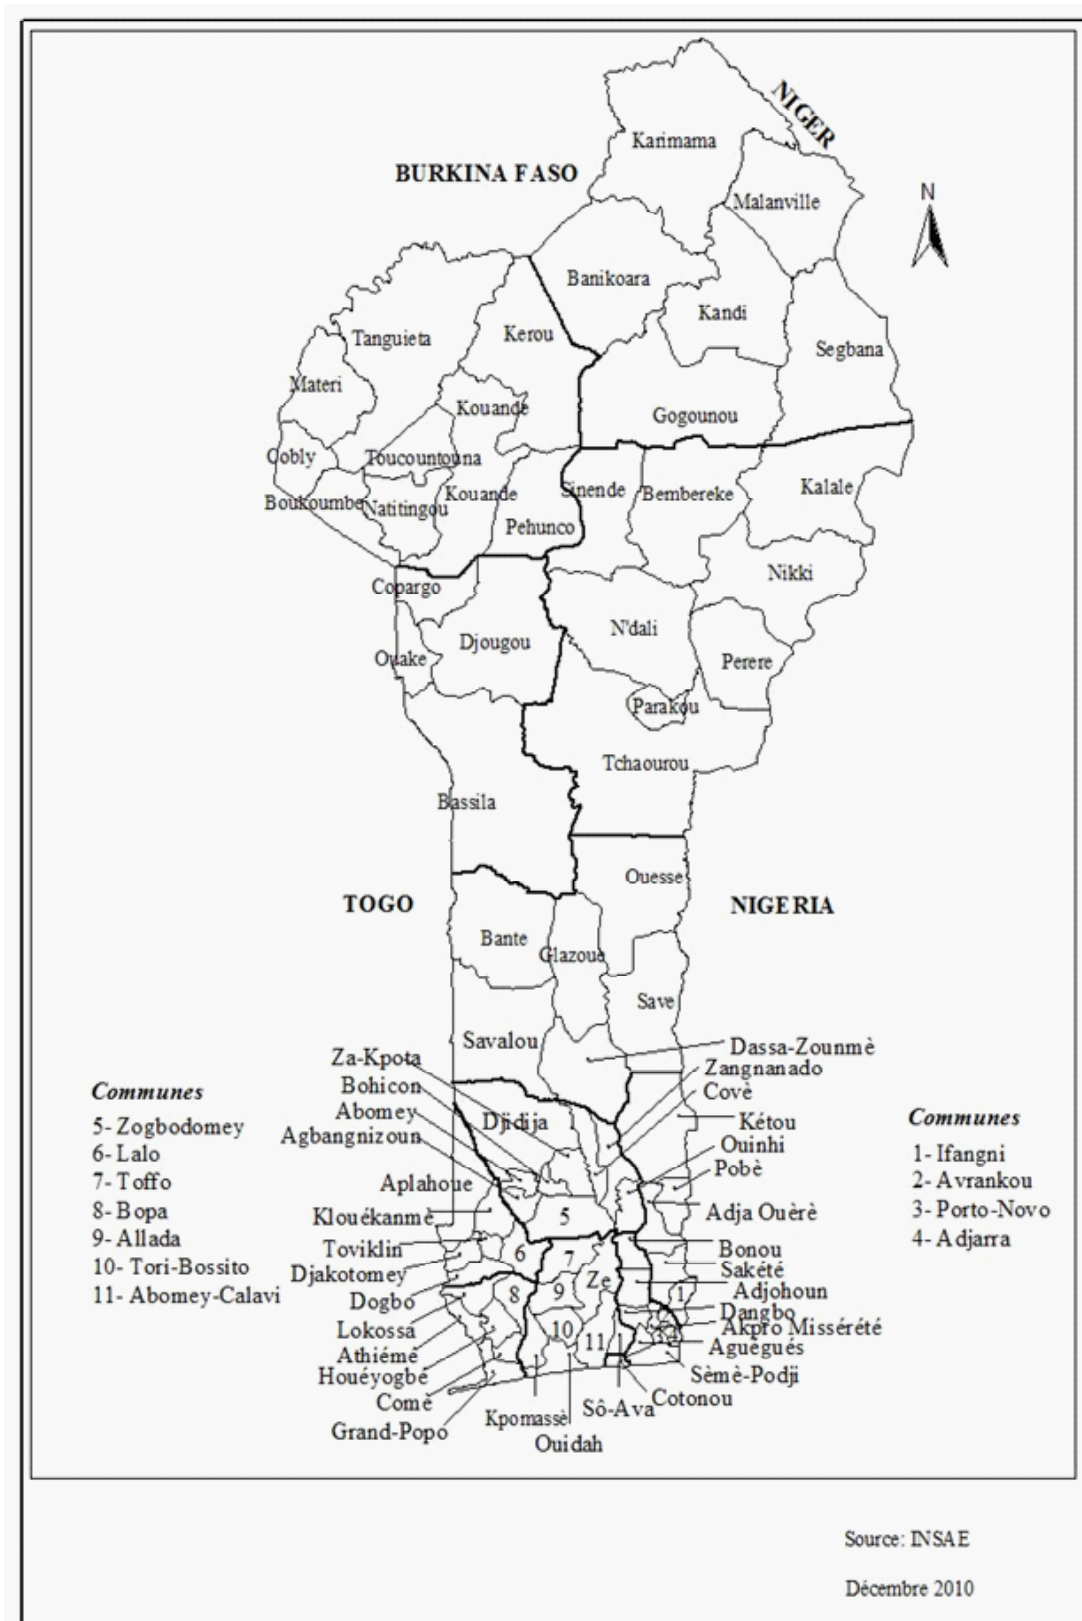 NIGER
Karimama
BURKINA FASO
N
Malanville
Banikoara
Kandi
Tanguieta
Kerou
Segbana
Materi
Kouande
Gogounou
Cobly
Toucountouna
Sinende
Bembereke
Kalale
Boukoumbe
Natitingou
Kouande
Pehunco
Copargo
Nikki
Djougou
N'dali
Ouake
Perere
Parakou
Tchaourou
Bassila
Ouesse
TOGO
NIGERIA
Bante
Glazoue
Save
Savalou
Dassa-Zounmè
Za-Kpota
Zangnanado
Bohicon
Covè
Abomey
Djidija
Kétou
Agbangnizoun
Ouinhi
Pobè
Aplahoue
Adja Ouèrè
Klouékanmè
5
Toviklin
6
7
Bonou
Djakotomey
Ze
Sakété
Dogbo
8
9
1
Adjohoun
Dangbo
Lokossa
10
Akpro Missérété
Athiémé
11
Aguégués
Houéyogbé
Sèmè-Podji
Comè
Cotonou
Grand-Popo
Kpomassè
Sô-Ava
Ouidah
Communes
5- Zogbodomey
6- Lalo
7- Toffo
8- Bopa
9- Allada
10- Tori-Bossito
11- Abomey-Calavi
Communes
1- Ifangni
2- Avrankou
3- Porto-Novo
4- Adjarra
Source: INSAE
Décembre 2010